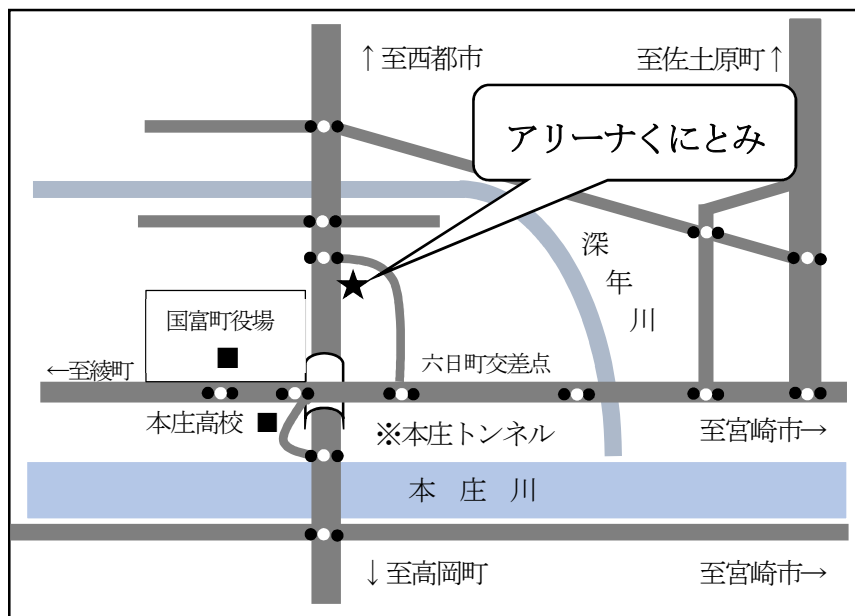 ↑至西都市
至佐土原町↑
アリーナくにとみ
深年川
国富町役場
←至綾町
六日町交差点
本庄高校
※本庄トンネル
至宮崎市→
本庄川
↓至高岡町
至宮崎市→